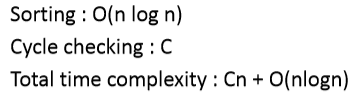 Sorting : O(n log n)
Cycle checking : C
Total time complexity : Cn + O(nlogn)